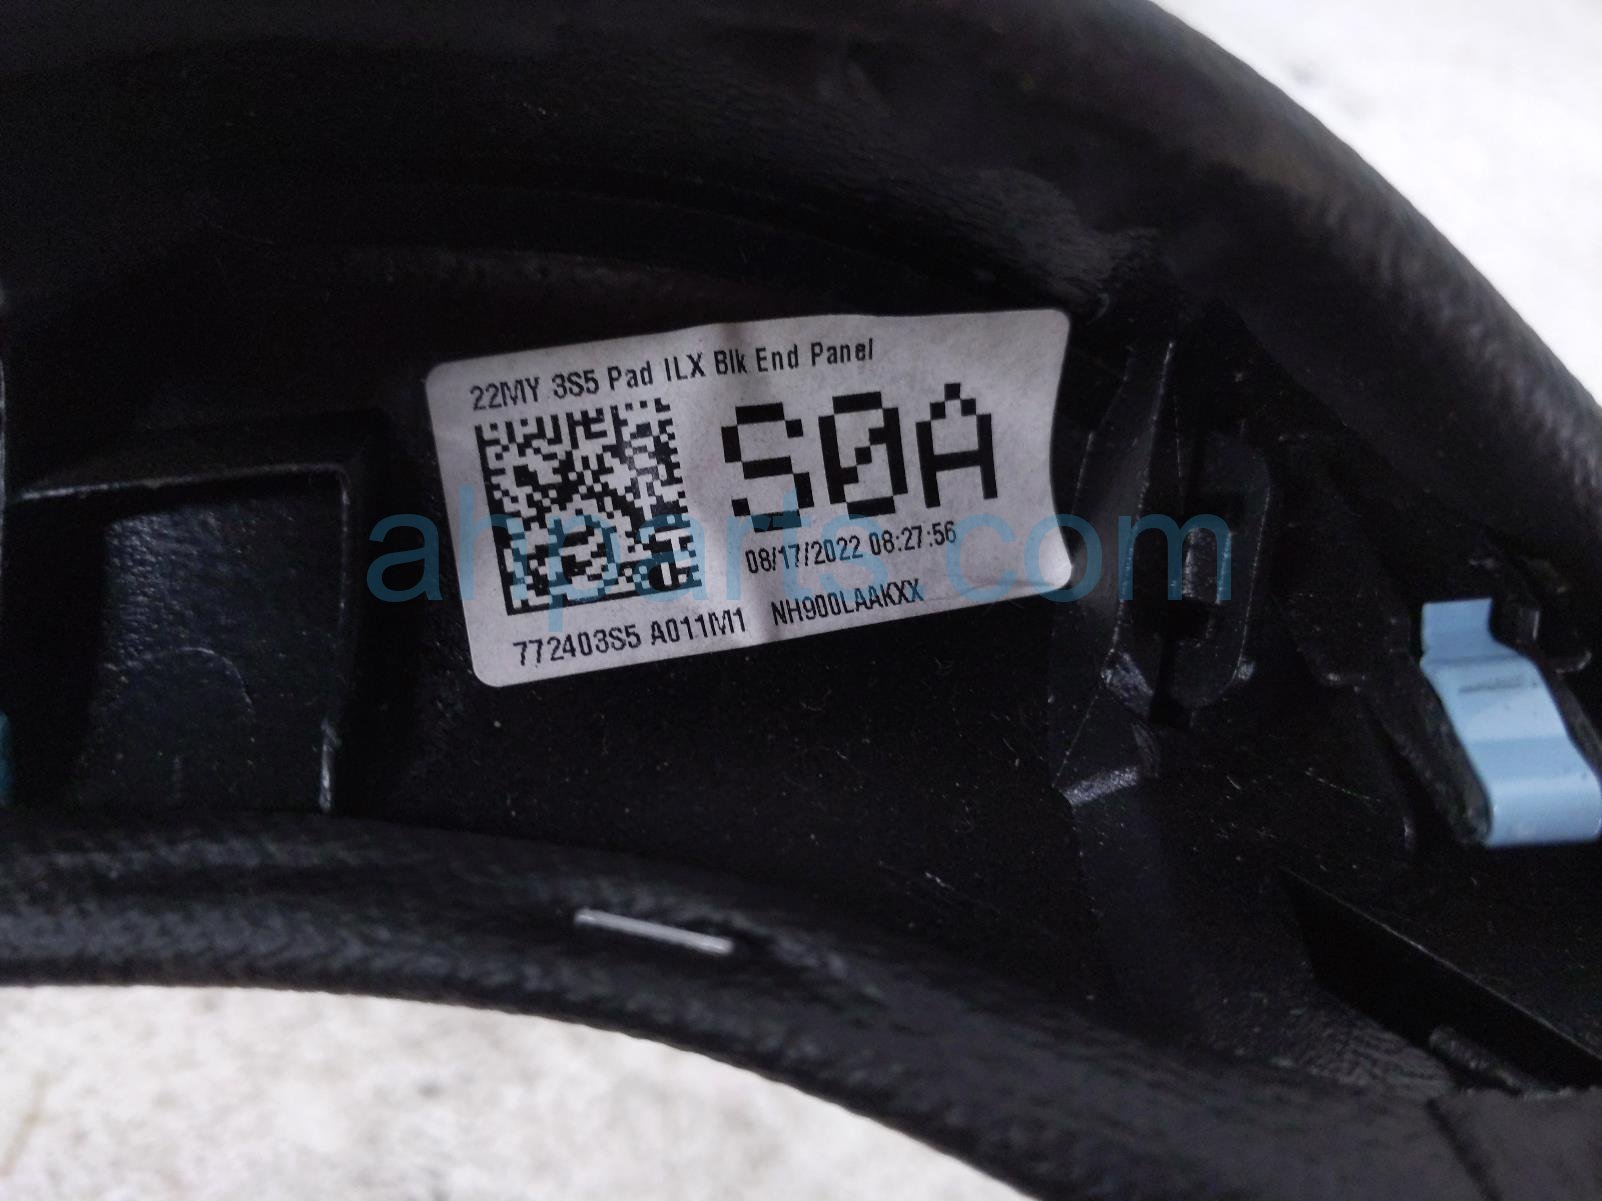 22MY 3S5 Pad ILX Blk End Panel
S0A
08/17/2022 08:27:56
772403S5 A011M1 NH900LAAKXX
ahparts.com